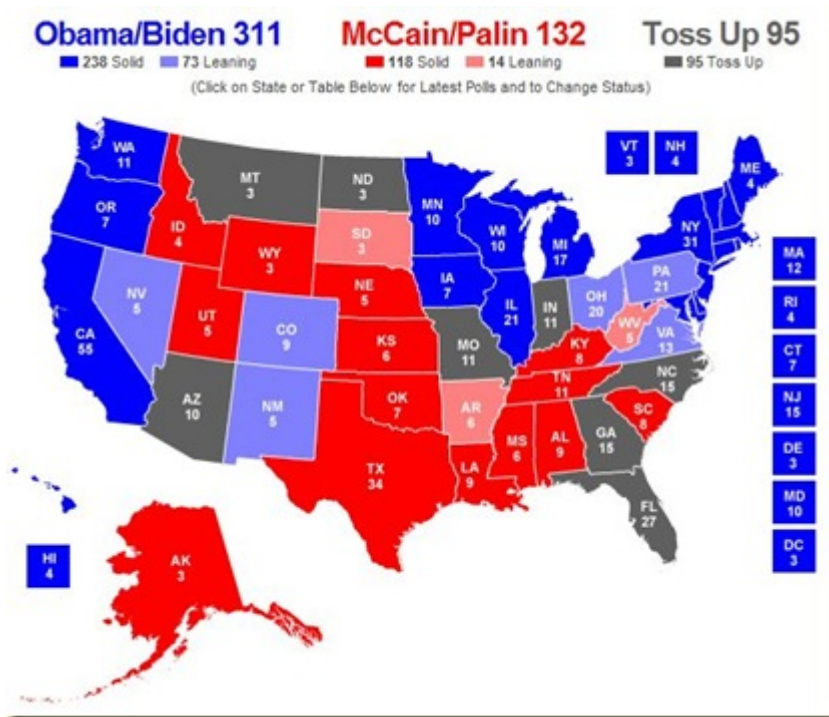 Obama/Biden 311
McCain/Palin 132
Toss Up 95
238 Solid 73 Leaning
118 Solid 14 Leaning
95 Toss Up
(Click on State or Table Below for Latest Polls and to Change Status)
WA
11
OR
7
CA
55
NV
5
ID
4
MT
3
WY
3
UT
5
CO
9
AZ
10
NM
5
ND
3
SD
3
NE
5
KS
6
OK
7
TX
34
MN
10
IA
7
MO
11
AR
6
LA
9
WI
10
IL
21
MI
17
IN
11
OH
20
KY
8
TN
11
MS
6
AL
9
GA
15
FL
27
SC
8
NC
15
VA
13
WV
5
PA
21
NY
31
VT
3
NH
4
ME
4
MA
12
RI
4
CT
7
NJ
15
DE
3
MD
10
DC
3
HI
4
AK
3